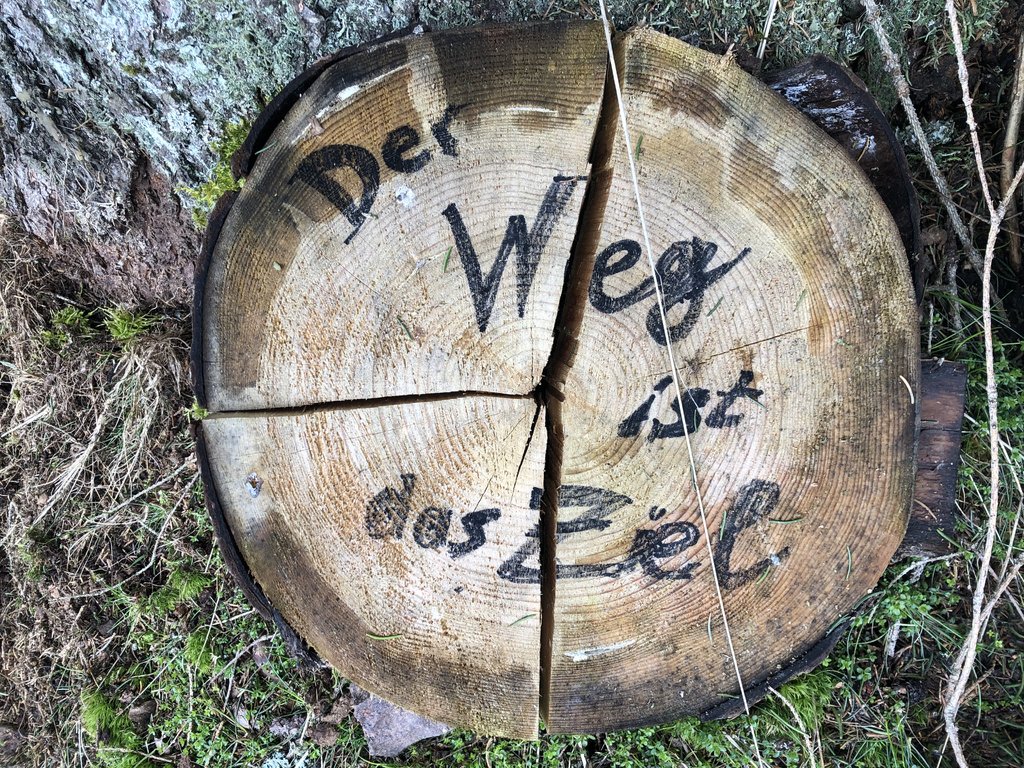 Der
Weg
ist
das Ziel